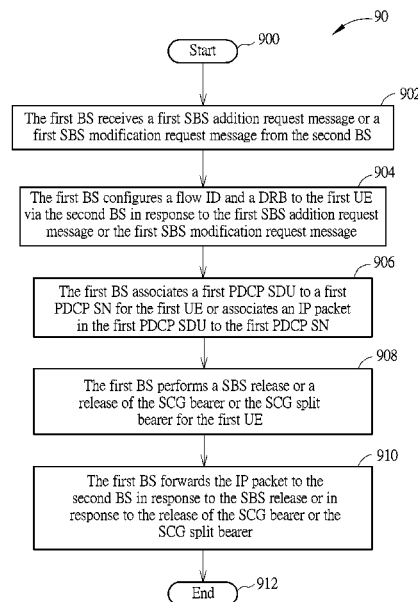 90
Start
900
902
The first BS receives a first SBS addition request message or a
first SBS modification request message from the second BS
904
The first BS configures a flow ID and a DRB to the first UE
via the second BS in response to the first SBS addition request
message or the first SBS modification request message
906
The first BS associates a first PDCP SDU to a first
PDCP SN for the first UE or associates an IP packet
in the first PDCP SDU to the first PDCP SN
908
The first BS performs a SBS release or a
release of the SCG bearer or the SCG split
bearer for the first UE
910
The first BS forwards the IP packet to the
second BS in response to the SBS release or in
response to the release of the SCG bearer or the
SCG split bearer
End
912